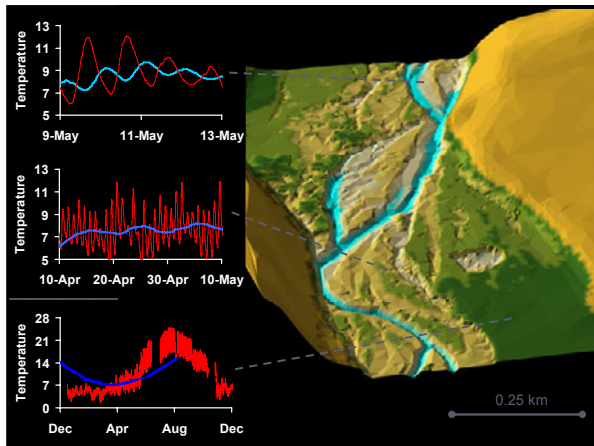 Temperature
13
11
9
7
5
9-May
11-May
13-May
Temperature
13
11
9
7
5
10-Apr
20-Apr
30-Apr
10-May
Temperature
28
21
14
7
0
Dec
Apr
Aug
Dec
0.25 km